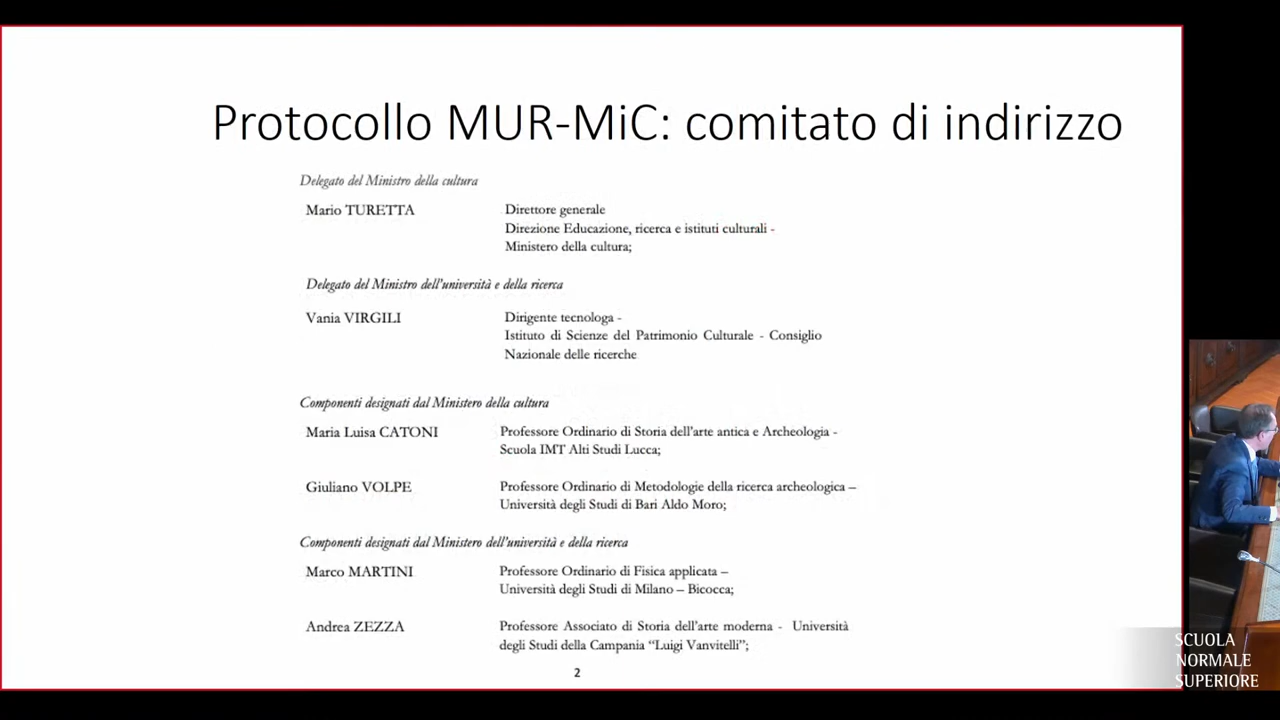 Protocollo MUR-MiC: comitato di indirizzo
Delegato del Ministro della cultura
Mario TURETTA
Direttore generale
Direzione Educazione, ricerca e istituti culturali -
Ministero della cultura;
Delegato del Ministro dell'università e della ricerca
Vania VIRGILI
Dirigente tecnologa -
Istituto di Scienze del Patrimonio Culturale - Consiglio
Nazionale delle ricerche
Componenti designati dal Ministero della cultura
Maria Luisa CATONI
Professore Ordinario di Storia dell'arte antica e Archeologia -
Scuola IMT Alti Studi Lucca;
Giuliano VOLPE
Professore Ordinario di Metodologie della ricerca archeologica –
Università degli Studi di Bari Aldo Moro;
Componenti designati dal Ministero dell'università e della ricerca
Marco MARTINI
Professore Ordinario di Fisica applicata –
Università degli Studi di Milano – Bicocca;
Andrea ZEZZA
Professore Associato di Storia dell'arte moderna - Università
degli Studi della Campania “Luigi Vanvitelli”;
2
SCUOLA
NORMALE
SUPERIORE